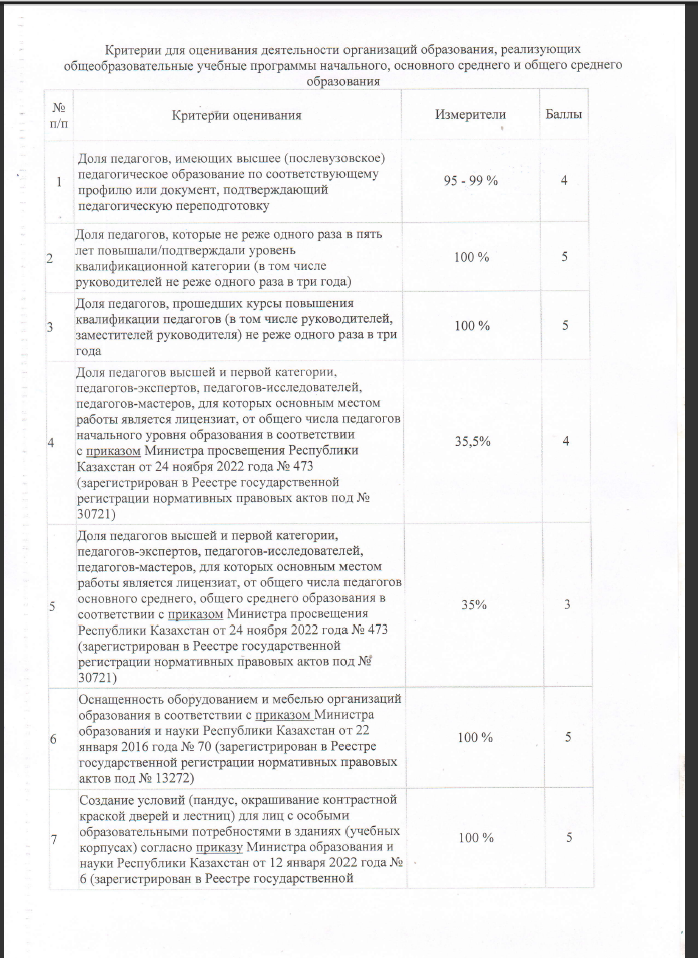 Критерии для оценивания деятельности организаций образования, реализующих
общеобразовательные учебные программы начального, основного среднего и общего среднего
образования
№
п/п
Критерии оценивания
Измерители
Баллы
1
Доля педагогов, имеющих высшее (послевузовское)
педагогическое образование по соответствующему
профилю или документ, подтверждающий
педагогическую переподготовку
95 - 99 %
4
2
Доля педагогов, которые не реже одного раза в пять
лет повышали/подтверждали уровень
квалификационной категории (в том числе
руководителей не реже одного раза в три года)
100 %
5
3
Доля педагогов, прошедших курсы повышения
квалификации педагогов (в том числе руководителей,
заместителей руководителя) не реже одного раза в три
года
100 %
5
4
Доля педагогов высшей и первой категории,
педагогов-экспертов, педагогов-исследователей,
педагогов-мастеров, для которых основным местом
работы является лицензиат, от общего числа педагогов
начального уровня образования в соответствии
с приказом Министра просвещения Республики
Казахстан от 24 ноября 2022 года № 473
(зарегистрирован в Реестре государственной
регистрации нормативных правовых актов под №
30721)
35,5%
4
5
Доля педагогов высшей и первой категории,
педагогов-экспертов, педагогов-исследователей,
педагогов-мастеров, для которых основным местом
работы является лицензиат, от общего числа педагогов
основного среднего, общего среднего образования в
соответствии с приказом Министра просвещения
Республики Казахстан от 24 ноября 2022 года № 473
(зарегистрирован в Реестре государственной
регистрации нормативных правовых актов под №
30721)
35%
3
6
Оснащенность оборудованием и мебелью организаций
образования в соответствии с приказом Министра
образования и науки Республики Казахстан от 22
января 2016 года № 70 (зарегистрирован в Реестре
государственной регистрации нормативных правовых
актов под № 13272)
100 %
5
7
Создание условий (пандус, окрашивание контрастной
краской дверей и лестниц) для лиц с особыми
образовательными потребностями в зданиях (учебных
корпусах) согласно приказу Министра образования и
науки Республики Казахстан от 12 января 2022 года №
6 (зарегистрирован в Реестре государственной
100 %
5